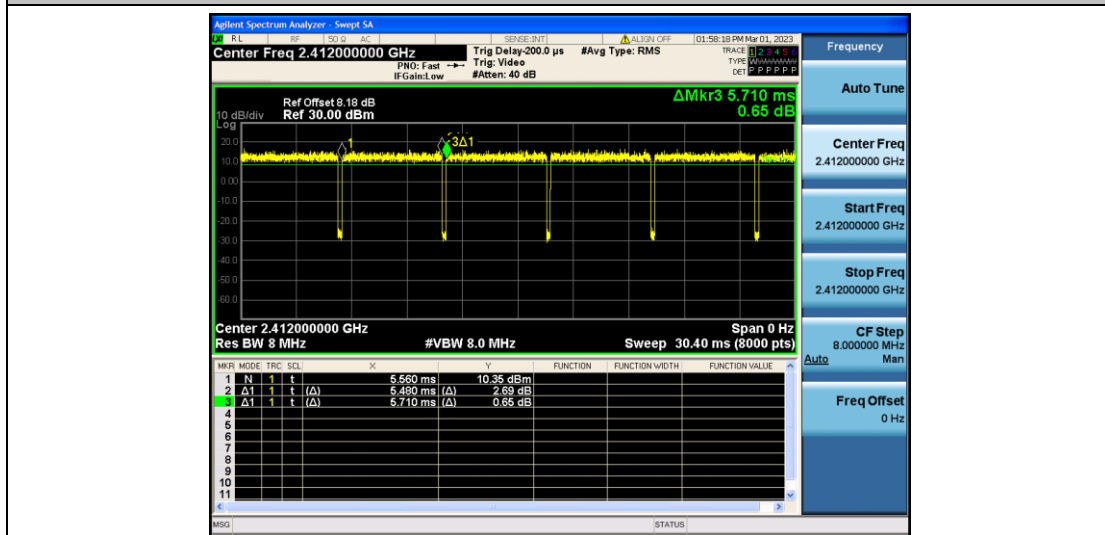 Agilent Spectrum Analyzer - Swept SA
RL RF 50 Ω AC SENSE:INT ALIGN OFF 01:58:18 PM Mar 01, 2023
Center Freq 2.412000000 GHz
PNO: Fast
IFGain:Low
Trig Delay-200.0 µs
Trig: Video
#Atten: 40 dB
#Avg Type: RMS
TRACE 1 2 3 4 5 6
TYPE
DET P P P P P P
ΔMkr3 5.710 ms
0.65 dB
Ref Offset 8.18 dB
10 dB/div Ref 30.00 dBm
Log
20.0
10.0
0.00
-10.0
-20.0
-30.0
-40.0
-50.0
-60.0
1
3Δ1
Center 2.412000000 GHz Span 0 Hz
Res BW 8 MHz #VBW 8.0 MHz Sweep 30.40 ms (8000 pts)
MKR MODE TRC SCL X Y FUNCTION FUNCTION WIDTH FUNCTION VALUE
1 N 1 t 5.560 ms 10.35 dBm
2 Δ1 1 t (Δ) 5.480 ms (Δ) 2.69 dB
3 Δ1 1 t (Δ) 5.710 ms (Δ) 0.65 dB
4
5
6
7
8
9
10
11
MSG STATUS
Frequency
Auto Tune
Center Freq
2.412000000 GHz
Start Freq
2.412000000 GHz
Stop Freq
2.412000000 GHz
CF Step
8.000000 MHz
Auto Man
Freq Offset
0 Hz